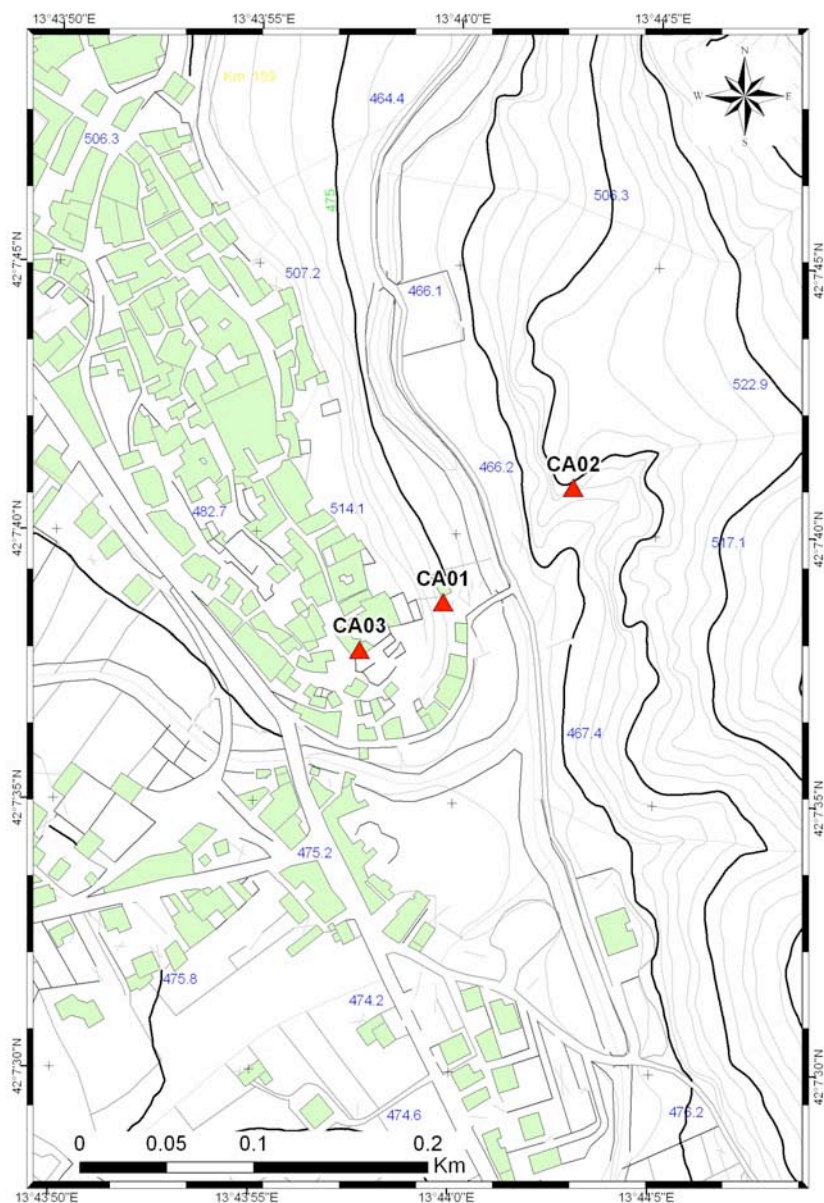 13°43'50"E 13°43'55"E 13°44'0"E 13°44'5"E
N
W E
S
Km 159
464.4
506.3
506.3
475
42°7'45"N 42°7'45"N
507.2
466.1
522.9
466.2
CA02
514.1
482.7
42°7'40"N 42°7'40"N
517.1
CA01
CA03
467.4
42°7'35"N 42°7'35"N
475.2
475.8
474.2
42°7'30"N 42°7'30"N
474.6
476.2
0 0.05 0.1 0.2
Km
13°43'50"E 13°43'55"E 13°44'0"E 13°44'5"E